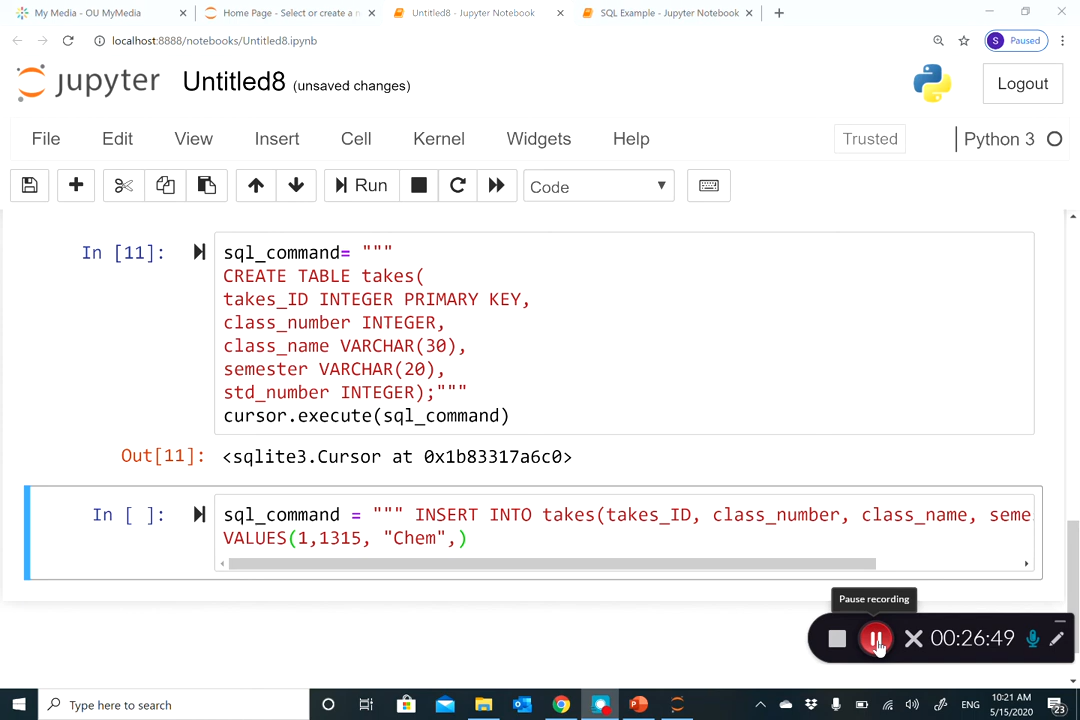 My Media - OU MyMedia
Home Page - Select or create a n
Untitled8 - Jupyter Notebook
SQL Example - Jupyter Notebook
localhost:8888/notebooks/Untitled8.ipynb
S Paused
jupyter Untitled8 (unsaved changes)
Logout
File Edit View Insert Cell Kernel Widgets Help
Trusted
Python 3
Run
Code
In [11]:
sql_command= """
CREATE TABLE takes(
takes_ID INTEGER PRIMARY KEY,
class_number INTEGER,
class_name VARCHAR(30),
semester VARCHAR(20),
std_number INTEGER);"""
cursor.execute(sql_command)
Out[11]: <sqlite3.Cursor at 0x1b83317a6c0>
In [ ]:
sql_command = """ INSERT INTO takes(takes_ID, class_number, class_name, seme
VALUES(1,1315, "Chem",)
Pause recording
00:26:49
Type here to search
ENG
10:21 AM
5/15/2020
23